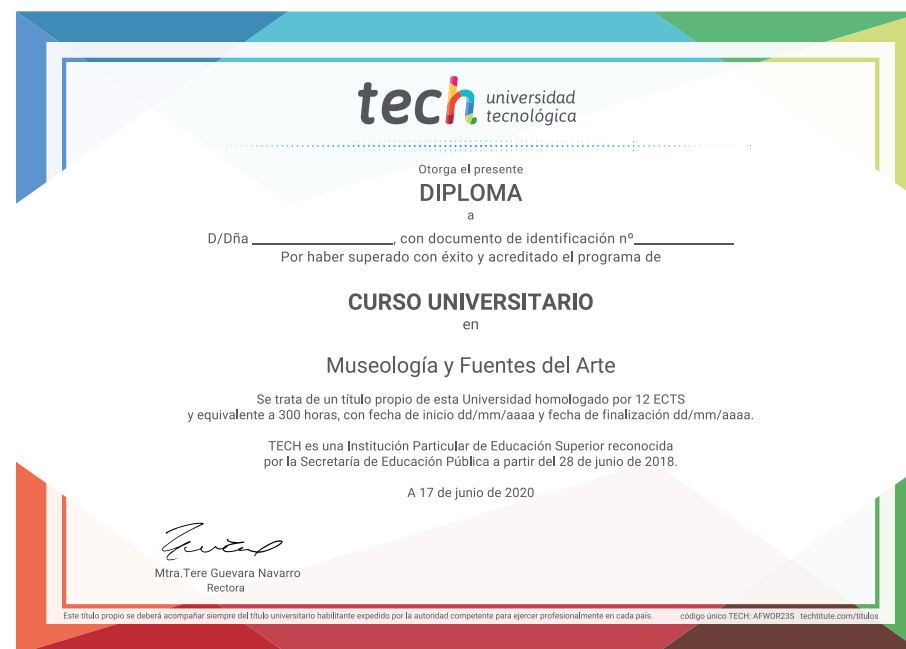 tech universidad
tecnológica
Otorga el presente
DIPLOMA
a
D/Dña ____________________, con documento de identificación nº______________
Por haber superado con éxito y acreditado el programa de
CURSO UNIVERSITARIO
en
Museología y Fuentes del Arte
Se trata de un título propio de esta Universidad homologado por 12 ECTS
y equivalente a 300 horas, con fecha de inicio dd/mm/aaaa y fecha de finalización dd/mm/aaaa.
TECH es una Institución Particular de Educación Superior reconocida
por la Secretaría de Educación Pública a partir del 28 de junio de 2018.
A 17 de junio de 2020
Mtra.Tere Guevara Navarro
Rectora
Este título propio se deberá acompañar siempre del título universitario habilitante expedido por la autoridad competente para ejercer profesionalmente en cada país. código único TECH: AFWOR23S techtitute.com/titulos